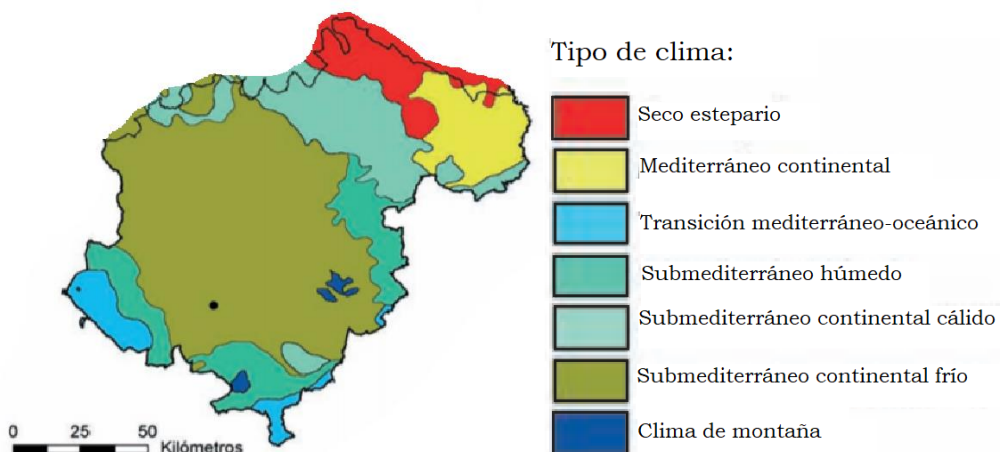 Tipo de clima:
Seco estepario
Mediterráneo continental
Transición mediterráneo-oceánico
Submediterráneo húmedo
Submediterráneo continental cálido
Submediterráneo continental frío
Clima de montaña
0 25 50
Kilómetros